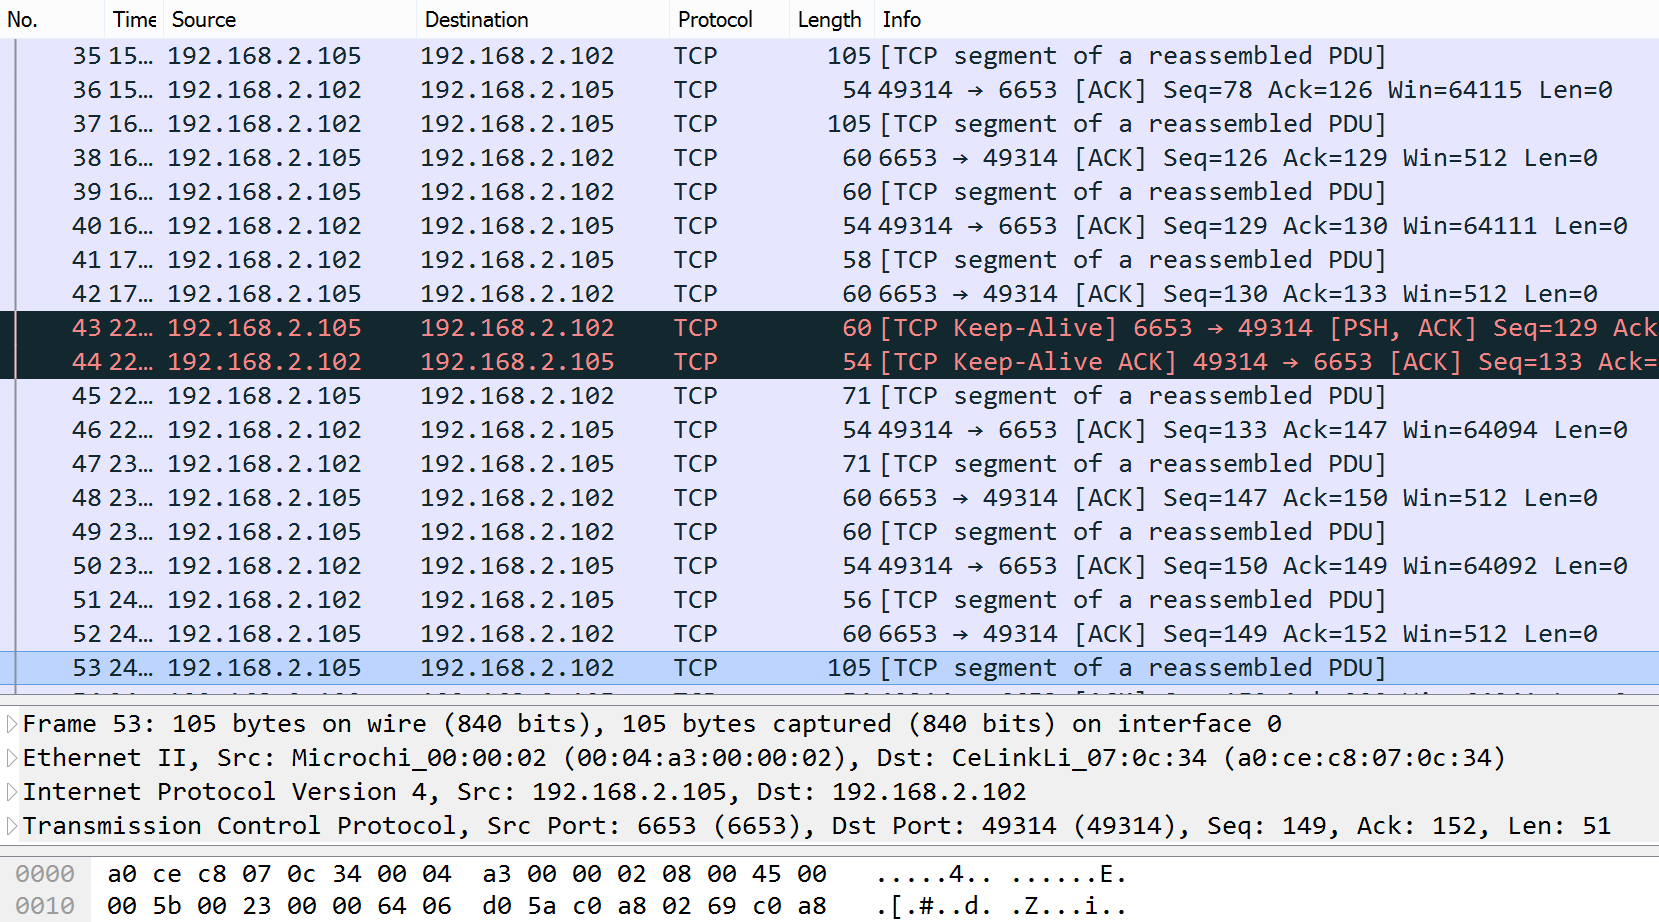 No. Time Source Destination Protocol Length Info
35 15… 192.168.2.105 192.168.2.102 TCP 105 [TCP segment of a reassembled PDU]
36 15… 192.168.2.102 192.168.2.105 TCP 54 49314 → 6653 [ACK] Seq=78 Ack=126 Win=64115 Len=0
37 16… 192.168.2.102 192.168.2.105 TCP 105 [TCP segment of a reassembled PDU]
38 16… 192.168.2.105 192.168.2.102 TCP 60 6653 → 49314 [ACK] Seq=126 Ack=129 Win=512 Len=0
39 16… 192.168.2.105 192.168.2.102 TCP 60 [TCP segment of a reassembled PDU]
40 16… 192.168.2.102 192.168.2.105 TCP 54 49314 → 6653 [ACK] Seq=129 Ack=130 Win=64111 Len=0
41 17… 192.168.2.102 192.168.2.105 TCP 58 [TCP segment of a reassembled PDU]
42 17… 192.168.2.105 192.168.2.102 TCP 60 6653 → 49314 [ACK] Seq=130 Ack=133 Win=512 Len=0
43 22… 192.168.2.105 192.168.2.102 TCP 60 [TCP Keep-Alive] 6653 → 49314 [PSH, ACK] Seq=129 Ack
44 22… 192.168.2.102 192.168.2.105 TCP 54 [TCP Keep-Alive ACK] 49314 → 6653 [ACK] Seq=133 Ack=
45 22… 192.168.2.105 192.168.2.102 TCP 71 [TCP segment of a reassembled PDU]
46 22… 192.168.2.102 192.168.2.105 TCP 54 49314 → 6653 [ACK] Seq=133 Ack=147 Win=64094 Len=0
47 23… 192.168.2.102 192.168.2.105 TCP 71 [TCP segment of a reassembled PDU]
48 23… 192.168.2.105 192.168.2.102 TCP 60 6653 → 49314 [ACK] Seq=147 Ack=150 Win=512 Len=0
49 23… 192.168.2.105 192.168.2.102 TCP 60 [TCP segment of a reassembled PDU]
50 23… 192.168.2.102 192.168.2.105 TCP 54 49314 → 6653 [ACK] Seq=150 Ack=149 Win=64092 Len=0
51 24… 192.168.2.102 192.168.2.105 TCP 56 [TCP segment of a reassembled PDU]
52 24… 192.168.2.105 192.168.2.102 TCP 60 6653 → 49314 [ACK] Seq=149 Ack=152 Win=512 Len=0
53 24… 192.168.2.105 192.168.2.102 TCP 105 [TCP segment of a reassembled PDU]
Frame 53: 105 bytes on wire (840 bits), 105 bytes captured (840 bits) on interface 0
Ethernet II, Src: Microchi_00:00:02 (00:04:a3:00:00:02), Dst: CeLinkLi_07:0c:34 (a0:ce:c8:07:0c:34)
Internet Protocol Version 4, Src: 192.168.2.105, Dst: 192.168.2.102
Transmission Control Protocol, Src Port: 6653 (6653), Dst Port: 49314 (49314), Seq: 149, Ack: 152, Len: 51
0000 a0 ce c8 07 0c 34 00 04 a3 00 00 02 08 00 45 00 .....4.. ......E.
0010 00 5b 00 23 00 00 64 06 d0 5a c0 a8 02 69 c0 a8 .[.#..d. .Z...i..